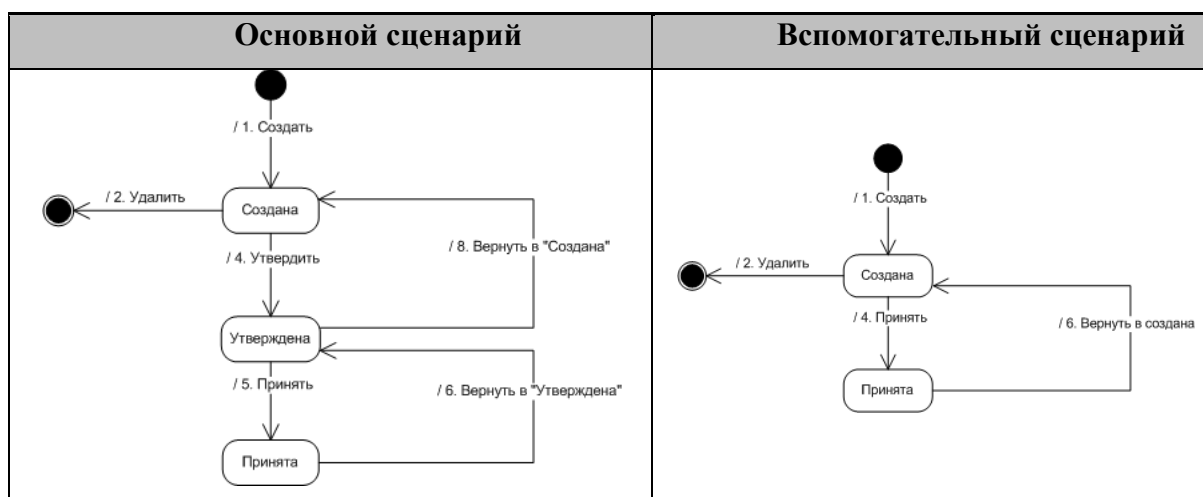 Основной сценарий
/ 1. Создать
/ 2. Удалить
Создана
/ 8. Вернуть в "Создана"
/ 4. Утвердить
Утверждена
/ 5. Принять
/ 6. Вернуть в "Утверждена"
Принята
Вспомогательный сценарий
/ 1. Создать
/ 2. Удалить
Создана
/ 4. Принять
/ 6. Вернуть в создана
Принята